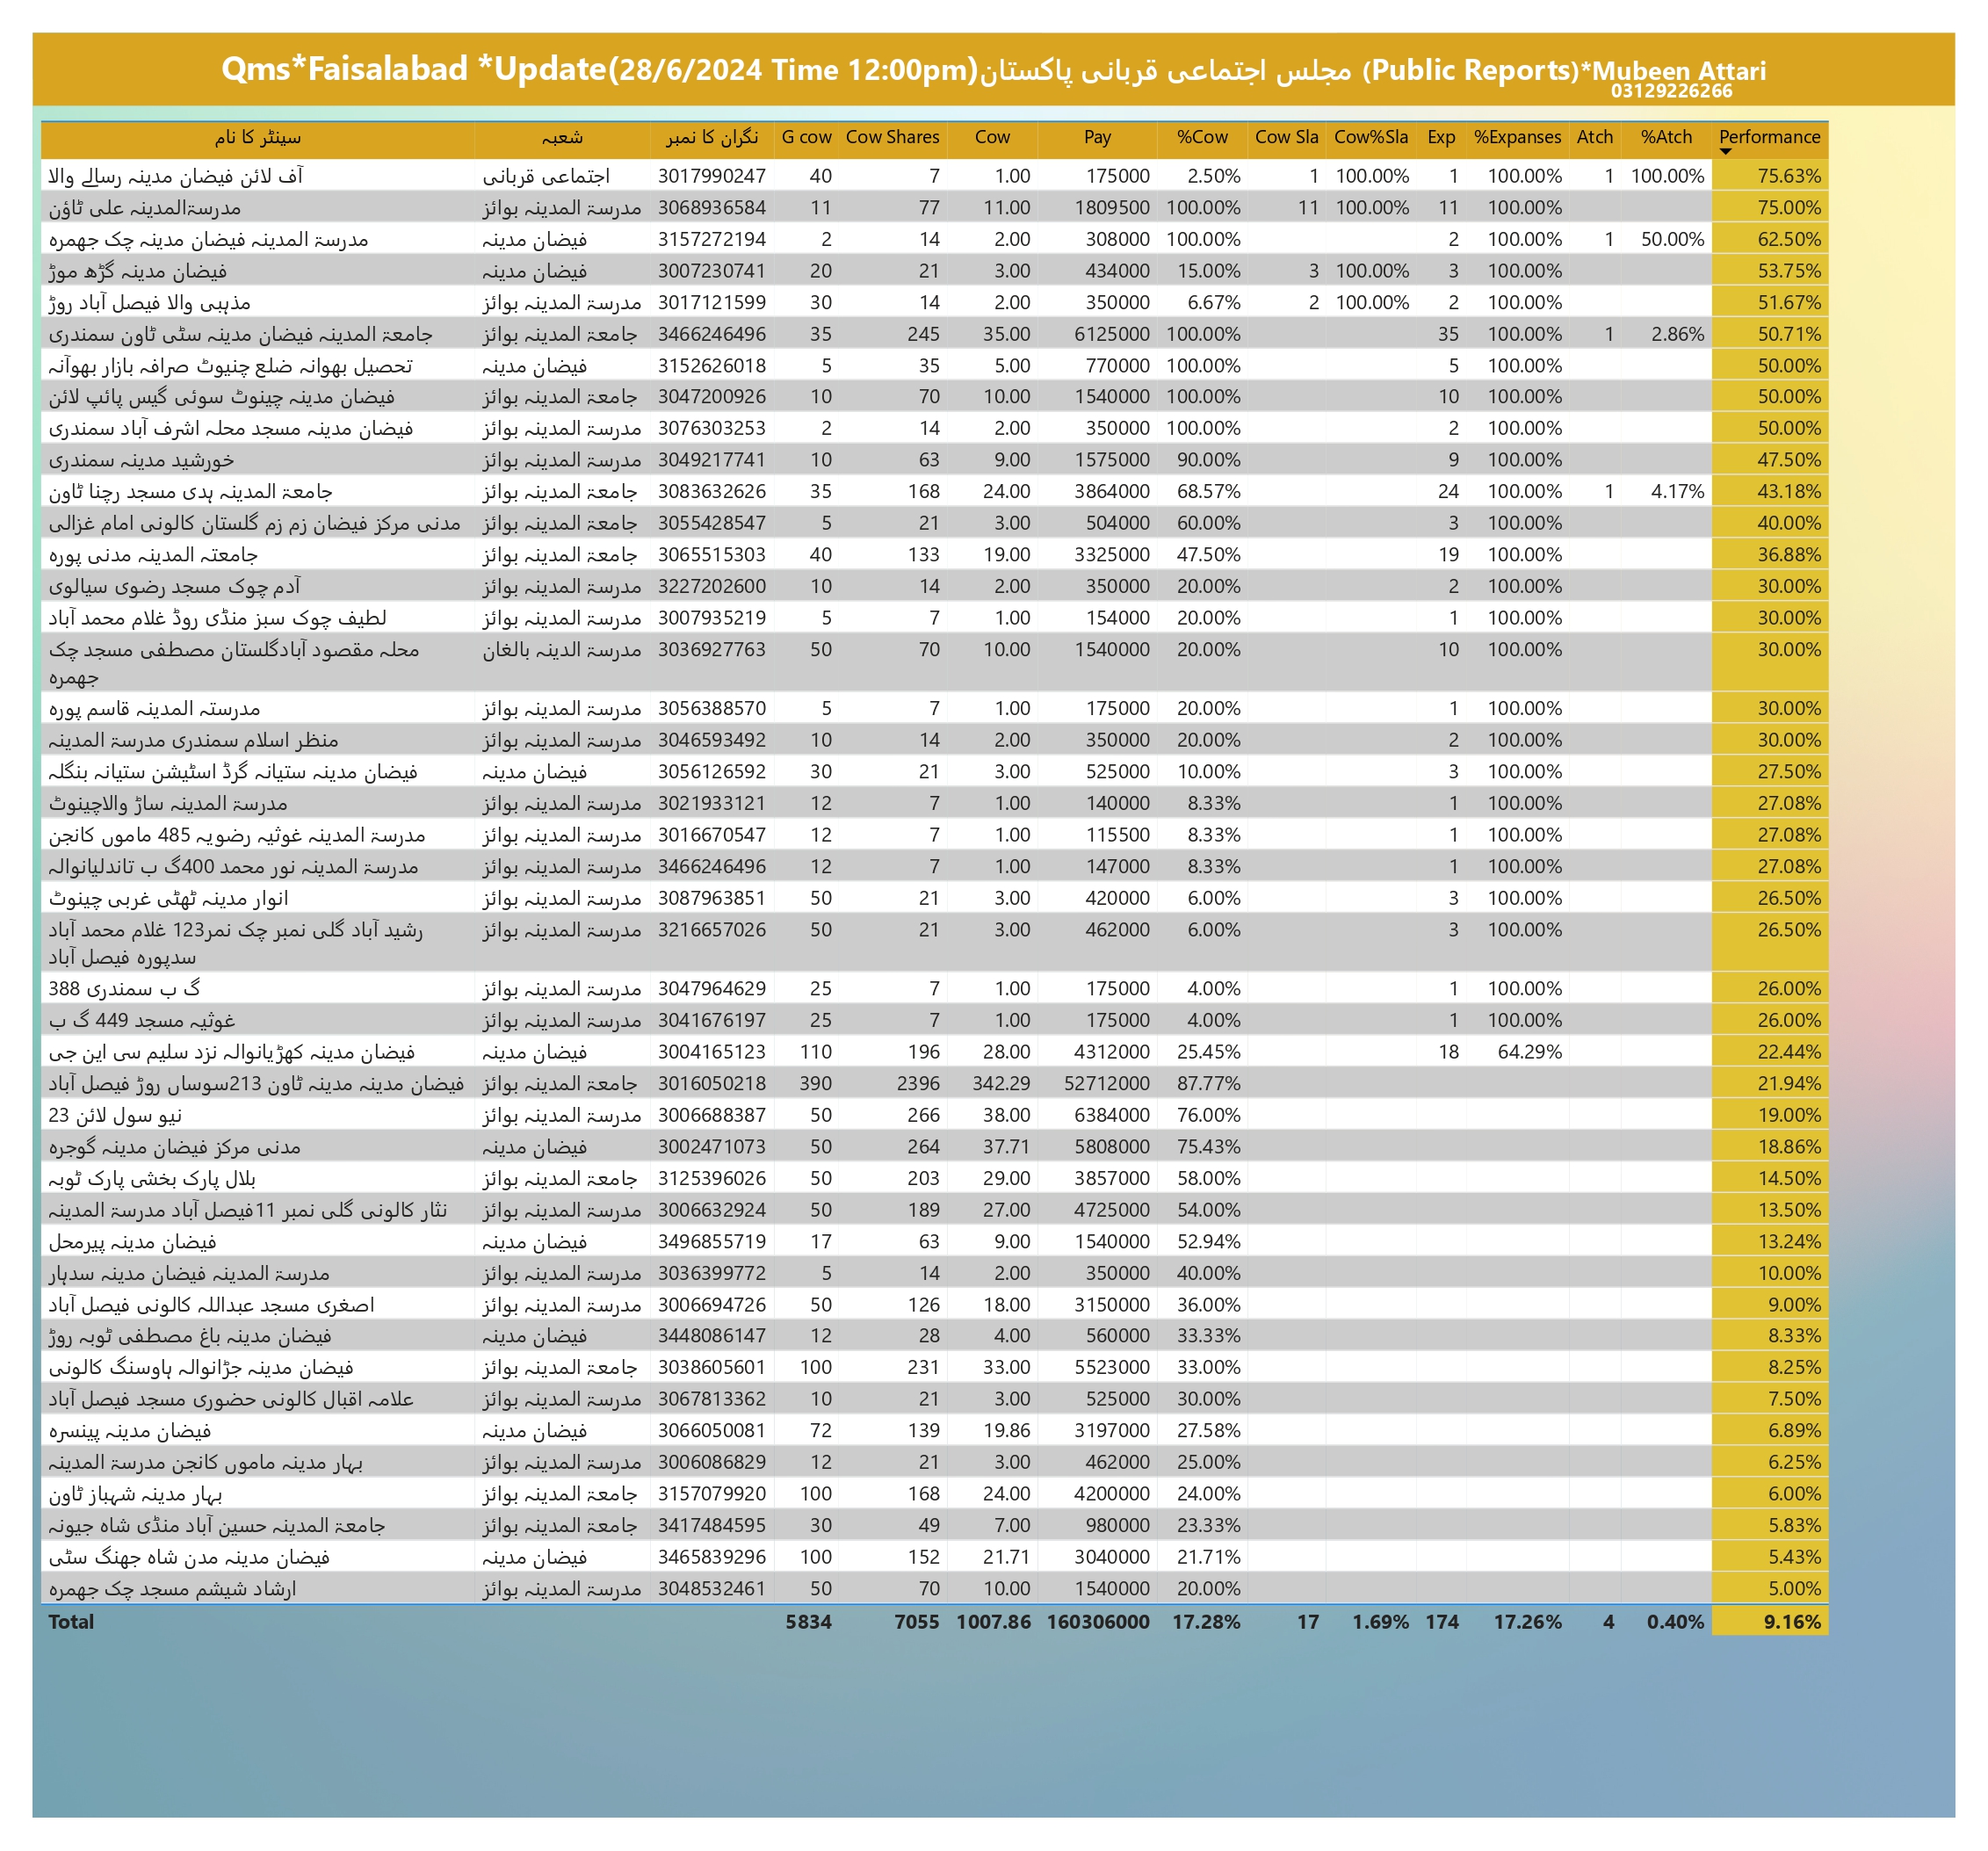 Qms*Faisalabad *Update(28/6/2024 Time 12:00pm)مجلس اجتماعی قربانی پاکستان (Public Reports)*Mubeen Attari
03129226266
سینٹر کا نام شعبہ نگران کا نمبر G cow Cow Shares Cow Pay %Cow Cow Sla Cow%Sla Exp %Expanses Atch %Atch Performance
آف لائن فیضان مدینہ رسالے والا اجتماعی قربانی 3017990247 40 7 1.00 175000 2.50% 1 100.00% 1 100.00% 1 100.00% 75.63%
مدرسۃالمدینہ علی ٹاؤن مدرسۃ المدینہ بوائز 3068936584 11 77 11.00 1809500 100.00% 11 100.00% 11 100.00% 75.00%
مدرسۃ المدینہ فیضان مدینہ چک جھمرہ فیضان مدینہ 3157272194 2 14 2.00 308000 100.00% 2 100.00% 1 50.00% 62.50%
فیضان مدینہ گڑھ موڑ فیضان مدینہ 3007230741 20 21 3.00 434000 15.00% 3 100.00% 3 100.00% 53.75%
مذہبی والا فیصل آباد روڑ مدرسۃ المدینہ بوائز 3017121599 30 14 2.00 350000 6.67% 2 100.00% 2 100.00% 51.67%
جامعۃ المدینہ فیضان مدینہ سٹی ٹاون سمندری جامعۃ المدینہ بوائز 3466246496 35 245 35.00 6125000 100.00% 35 100.00% 1 2.86% 50.71%
تحصیل بھوانہ ضلع چنیوٹ صرافہ بازار بھوآنہ فیضان مدینہ 3152626018 5 35 5.00 770000 100.00% 5 100.00% 50.00%
فیضان مدینہ چینوٹ سوئی گیس پائپ لائن جامعۃ المدینہ بوائز 3047200926 10 70 10.00 1540000 100.00% 10 100.00% 50.00%
فیضان مدینہ مسجد محلہ اشرف آباد سمندری مدرسۃ المدینہ بوائز 3076303253 2 14 2.00 350000 100.00% 2 100.00% 50.00%
خورشید مدینہ سمندری مدرسۃ المدینہ بوائز 3049217741 10 63 9.00 1575000 90.00% 9 100.00% 47.50%
جامعۃ المدینہ ہدی مسجد رچنا ٹاون جامعۃ المدینہ بوائز 3083632626 35 168 24.00 3864000 68.57% 24 100.00% 1 4.17% 43.18%
مدنی مرکز فیضان زم زم گلستان کالونی امام غزالی جامعۃ المدینہ بوائز 3055428547 5 21 3.00 504000 60.00% 3 100.00% 40.00%
جامعتہ المدینہ مدنی پورہ جامعۃ المدینہ بوائز 3065515303 40 133 19.00 3325000 47.50% 19 100.00% 36.88%
آدم چوک مسجد رضوی سیالوی مدرسۃ المدینہ بوائز 3227202600 10 14 2.00 350000 20.00% 2 100.00% 30.00%
لطیف چوک سبز منڈی روڈ غلام محمد آباد مدرسۃ المدینہ بوائز 3007935219 5 7 1.00 154000 20.00% 1 100.00% 30.00%
محلہ مقصود آبادگلستان مصطفی مسجد چک مدرسۃ الدینہ بالغان 3036927763 50 70 10.00 1540000 20.00% 10 100.00% 30.00%
جھمرہ
مدرستہ المدینہ قاسم پورہ مدرسۃ المدینہ بوائز 3056388570 5 7 1.00 175000 20.00% 1 100.00% 30.00%
منظر اسلام سمندری مدرسۃ المدینہ مدرسۃ المدینہ بوائز 3046593492 10 14 2.00 350000 20.00% 2 100.00% 30.00%
فیضان مدینہ ستیانہ گرڈ اسٹیشن ستیانہ بنگلہ فیضان مدینہ 3056126592 30 21 3.00 525000 10.00% 3 100.00% 27.50%
مدرسۃ المدینہ ساڑ والاچینوٹ مدرسۃ المدینہ بوائز 3021933121 12 7 1.00 140000 8.33% 1 100.00% 27.08%
مدرسۃ المدینہ غوثیہ رضویہ 485 ماموں کانجن مدرسۃ المدینہ بوائز 3016670547 12 7 1.00 115500 8.33% 1 100.00% 27.08%
مدرسۃ المدینہ نور محمد 400گ ب تاندلیانوالہ مدرسۃ المدینہ بوائز 3466246496 12 7 1.00 147000 8.33% 1 100.00% 27.08%
انوار مدینہ ٹھٹی غربی چینوٹ مدرسۃ المدینہ بوائز 3087963851 50 21 3.00 420000 6.00% 3 100.00% 26.50%
رشید آباد گلی نمبر چک نمر123 غلام محمد آباد مدرسۃ المدینہ بوائز 3216657026 50 21 3.00 462000 6.00% 3 100.00% 26.50%
سدپورہ فیصل آباد
388 گ ب سمندری مدرسۃ المدینہ بوائز 3047964629 25 7 1.00 175000 4.00% 1 100.00% 26.00%
غوثیہ مسجد 449 گ ب مدرسۃ المدینہ بوائز 3041676197 25 7 1.00 175000 4.00% 1 100.00% 26.00%
فیضان مدینہ کھڑیانوالہ نزد سلیم سی این جی فیضان مدینہ 3004165123 110 196 28.00 4312000 25.45% 18 64.29% 22.44%
فیضان مدینہ مدینہ ٹاون 213سوساں روڑ فیصل آباد جامعۃ المدینہ بوائز 3016050218 390 2396 342.29 52712000 87.77% 21.94%
23 نیو سول لائن مدرسۃ المدینہ بوائز 3006688387 50 266 38.00 6384000 76.00% 19.00%
مدنی مرکز فیضان مدینہ گوجرہ فیضان مدینہ 3002471073 50 264 37.71 5808000 75.43% 18.86%
بلال پارک بخشی پارک ٹوبہ جامعۃ المدینہ بوائز 3125396026 50 203 29.00 3857000 58.00% 14.50%
نثار کالونی گلی نمبر 11فیصل آباد مدرسۃ المدینہ مدرسۃ المدینہ بوائز 3006632924 50 189 27.00 4725000 54.00% 13.50%
فیضان مدینہ پیرمحل فیضان مدینہ 3496855719 17 63 9.00 1540000 52.94% 13.24%
مدرسۃ المدینہ فیضان مدینہ سدہار مدرسۃ المدینہ بوائز 3036399772 5 14 2.00 350000 40.00% 10.00%
اصغری مسجد عبداللہ کالونی فیصل آباد مدرسۃ المدینہ بوائز 3006694726 50 126 18.00 3150000 36.00% 9.00%
فیضان مدینہ باغ مصطفی ٹوبہ روڑ فیضان مدینہ 3448086147 12 28 4.00 560000 33.33% 8.33%
فیضان مدینہ جڑانوالہ ہاوسنگ کالونی جامعۃ المدینہ بوائز 3038605601 100 231 33.00 5523000 33.00% 8.25%
علامہ اقبال کالونی حضوری مسجد فیصل آباد مدرسۃ المدینہ بوائز 3067813362 10 21 3.00 525000 30.00% 7.50%
فیضان مدینہ پینسرہ فیضان مدینہ 3066050081 72 139 19.86 3197000 27.58% 6.89%
بہار مدینہ ماموں کانجن مدرسۃ المدینہ مدرسۃ المدینہ بوائز 3006086829 12 21 3.00 462000 25.00% 6.25%
بہار مدینہ شہباز ٹاون جامعۃ المدینہ بوائز 3157079920 100 168 24.00 4200000 24.00% 6.00%
جامعۃ المدینہ حسین آباد منڈی شاہ جیونہ جامعۃ المدینہ بوائز 3417484595 30 49 7.00 980000 23.33% 5.83%
فیضان مدینہ مدن شاہ جھنگ سٹی فیضان مدینہ 3465839296 100 152 21.71 3040000 21.71% 5.43%
ارشاد شیشم مسجد چک جھمرہ مدرسۃ المدینہ بوائز 3048532461 50 70 10.00 1540000 20.00% 5.00%
Total 5834 7055 1007.86 160306000 17.28% 17 1.69% 174 17.26% 4 0.40% 9.16%